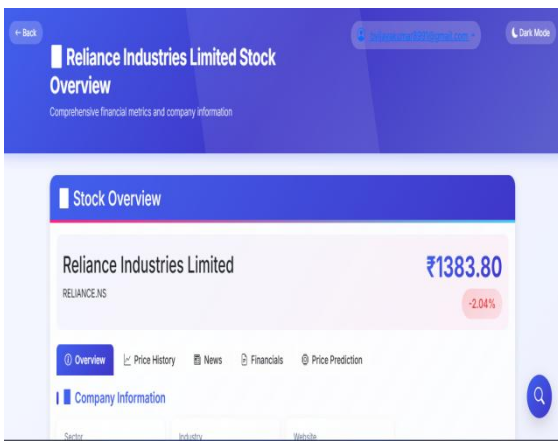 ← Back
Reliance Industries Limited Stock
Overview
Comprehensive financial metrics and company information
Dark Mode
Stock Overview
Reliance Industries Limited
RELIANCE.NS
₹1383.80
-2.04%
Overview
Price History
News
Financials
Price Prediction
Company Information
Sector
Industry
Website